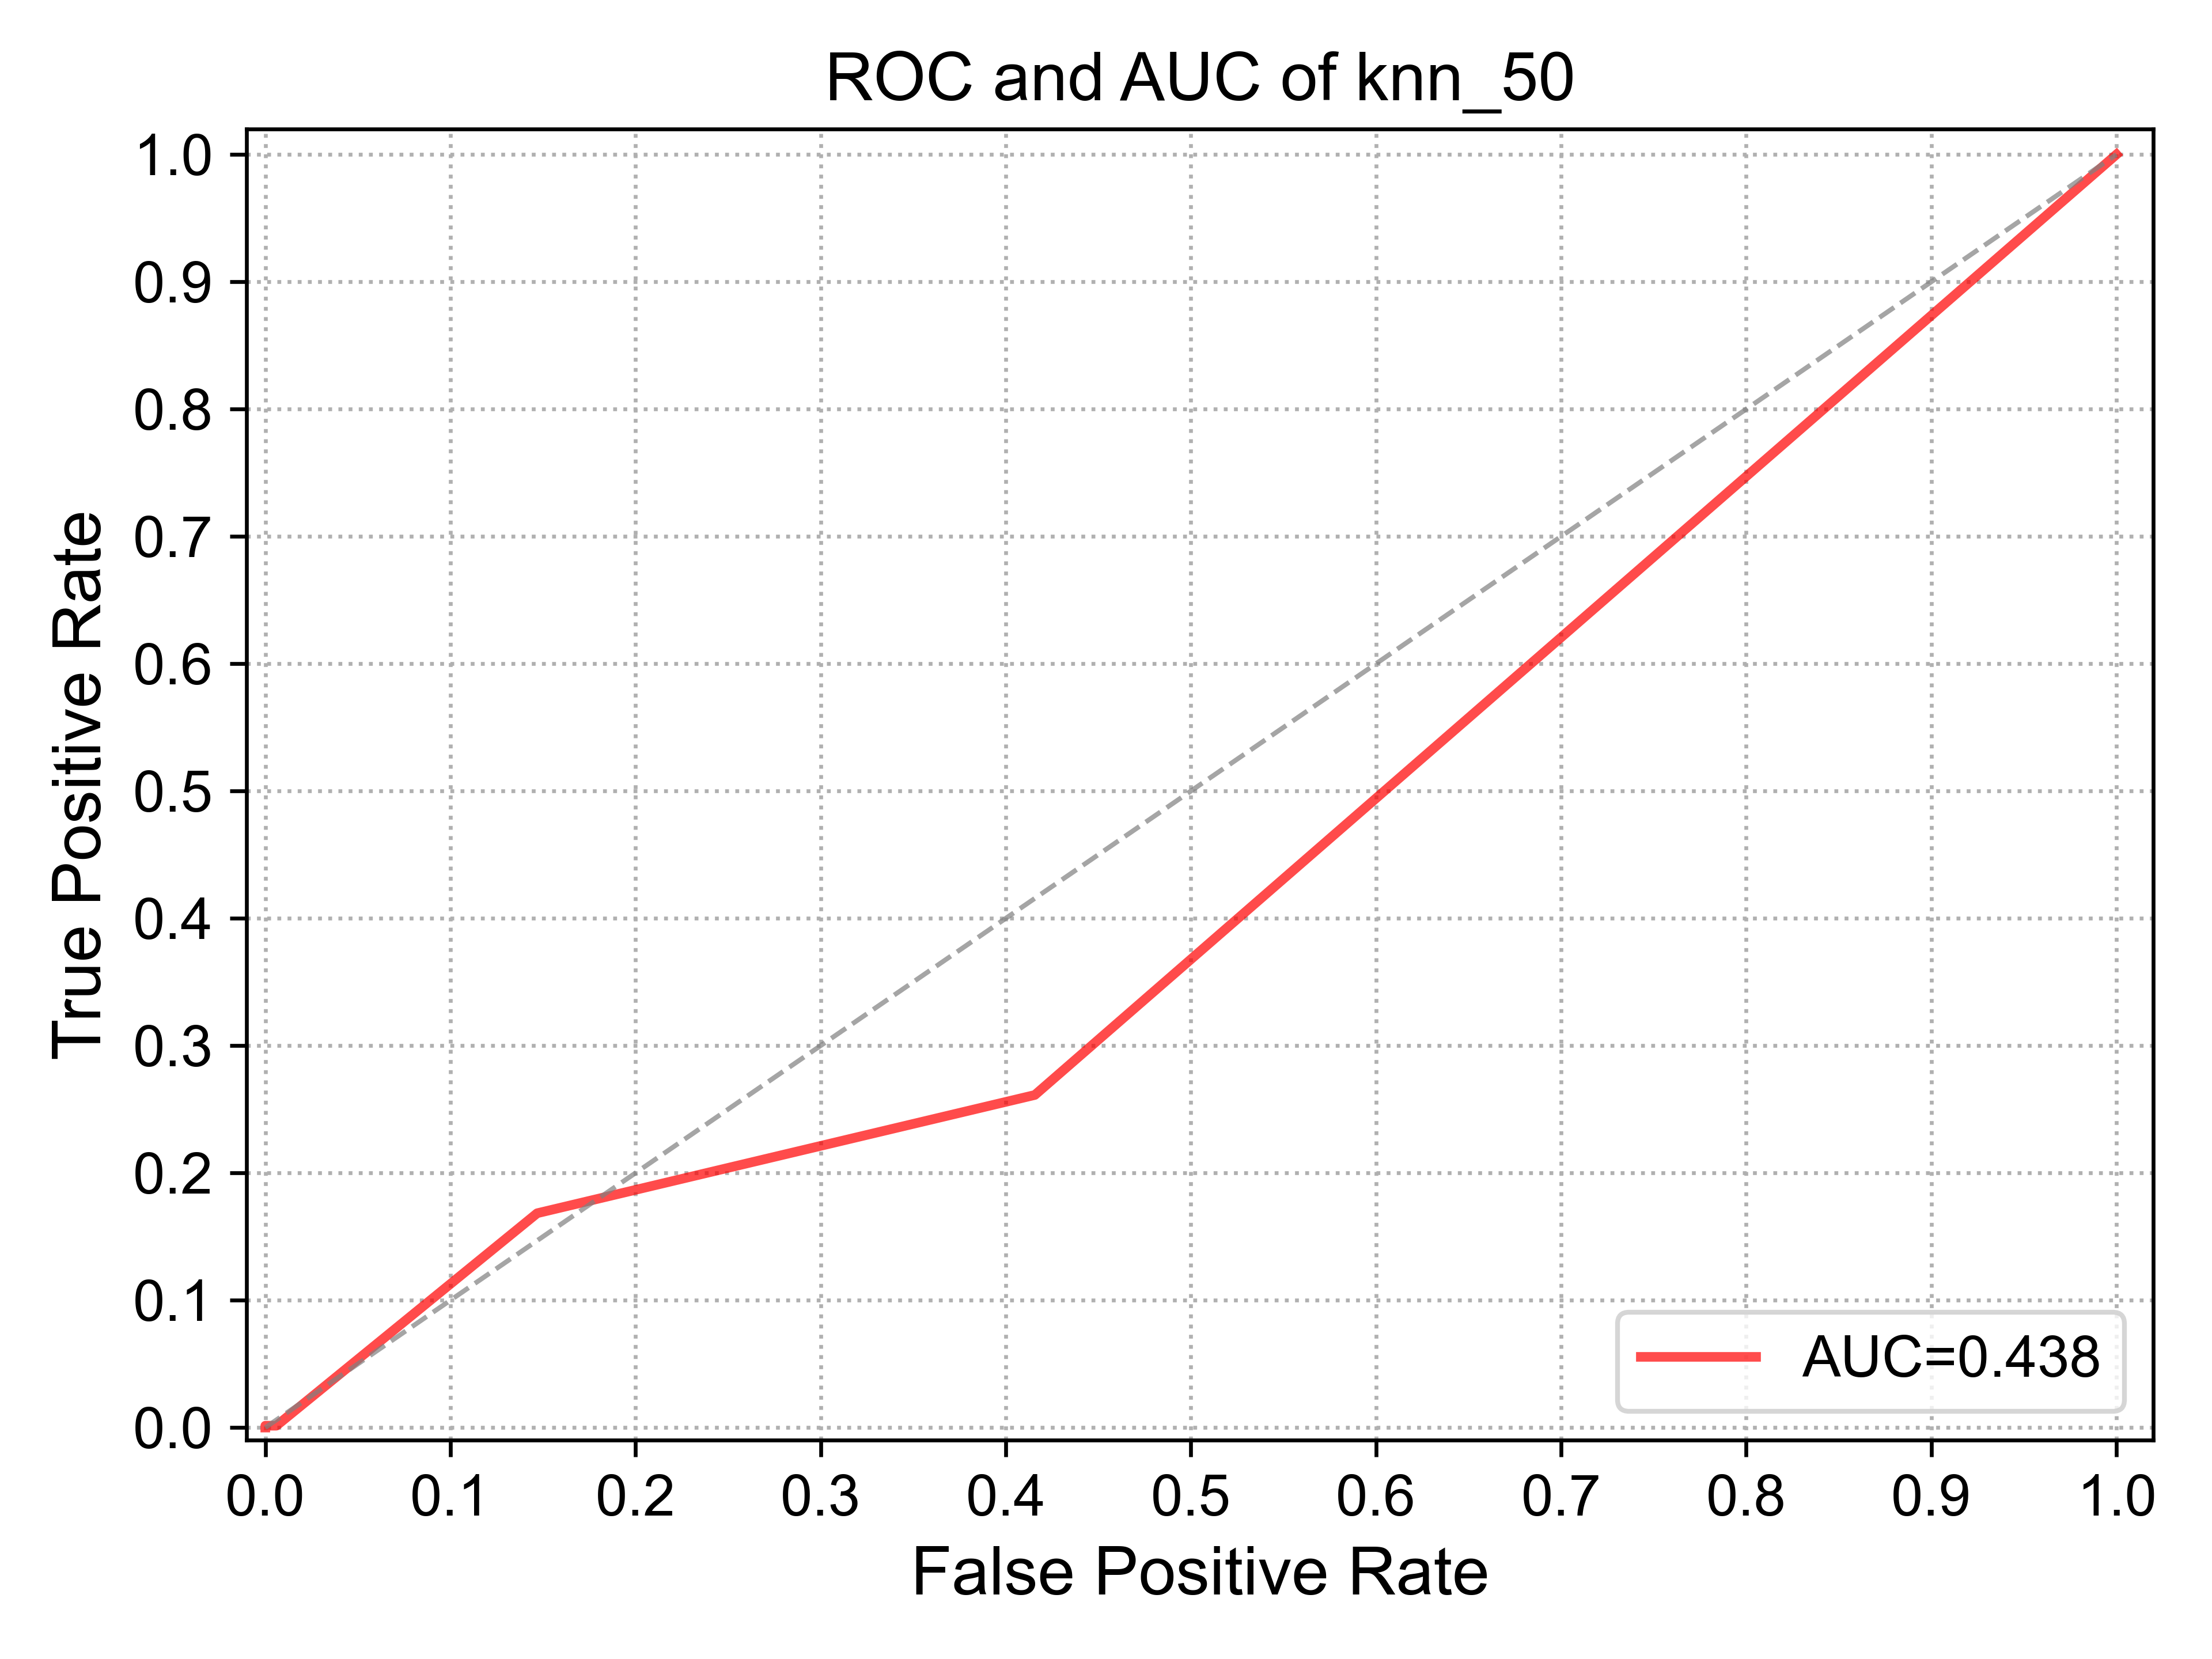 ROC and AUC of knn_50
True Positive Rate
1.0
0.9
0.8
0.7
0.6
0.5
0.4
0.3
0.2
0.1
0.0
AUC=0.438
0.0 0.1 0.2 0.3 0.4 0.5 0.6 0.7 0.8 0.9 1.0
False Positive Rate